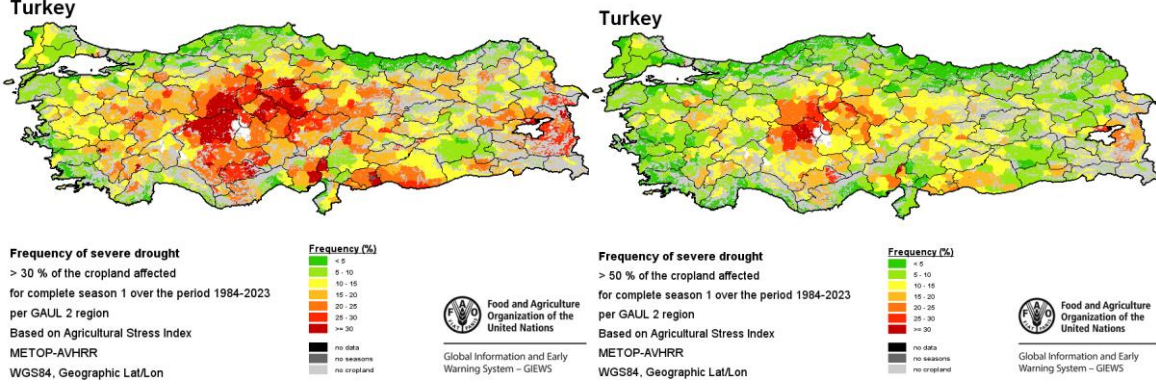 Turkey
Frequency of severe drought
> 30 % of the cropland affected
for complete season 1 over the period 1984-2023
per GAUL 2 region
Based on Agricultural Stress Index
METOP-AVHRR
WGS84, Geographic Lat/Lon
Frequency (%)
< 5
5 - 10
10 - 15
15 - 20
20 - 25
25 - 30
>= 30
no data
no seasons
no cropland
FAO
FIAT PANIS
Food and Agriculture
Organization of the
United Nations
Global Information and Early
Warning System – GIEWS
Turkey
Frequency of severe drought
> 50 % of the cropland affected
for complete season 1 over the period 1984-2023
per GAUL 2 region
Based on Agricultural Stress Index
METOP-AVHRR
WGS84, Geographic Lat/Lon
Frequency (%)
< 5
5 - 10
10 - 15
15 - 20
20 - 25
25 - 30
>= 30
no data
no seasons
no cropland
FAO
FIAT PANIS
Food and Agriculture
Organization of the
United Nations
Global Information and Early
Warning System – GIEWS